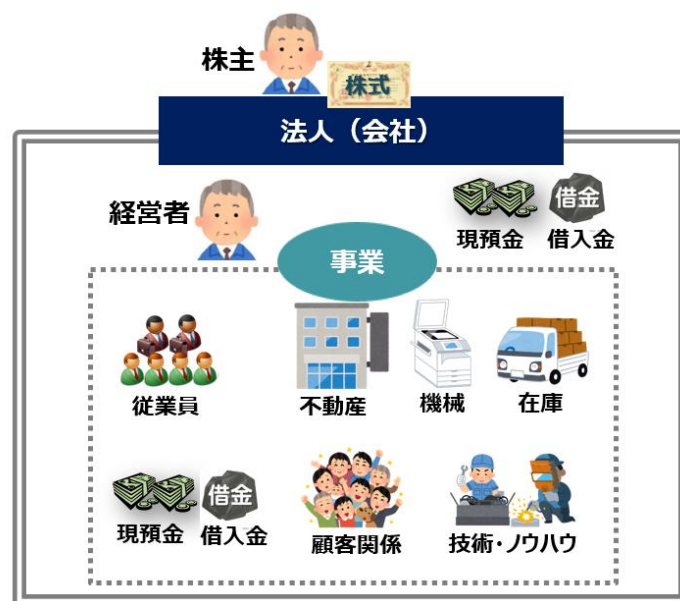 株主
株式
法人（会社）
経営者
借金
現預金
借入金
事業
従業員
不動産
機械
在庫
借金
現預金
借入金
顧客関係
技術・ノウハウ